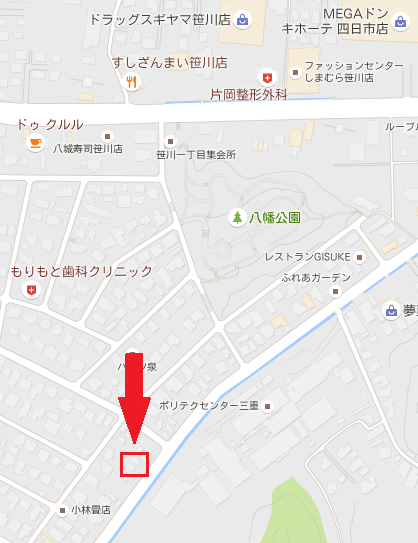 ドラッグスギヤマ笹川店
MEGAドン
キホーテ 四日市店
すしざんまい笹川店
ファッションセンター
しまむら笹川店
片岡整形外科
ドゥ クルル
八城寿司笹川店
笹川一丁目集会所
ルーブル
八幡公園
レストランGISUKE
ふれあガーデン
もりもと歯科クリニック
夢
ポリテクセンター三重
小林畳店